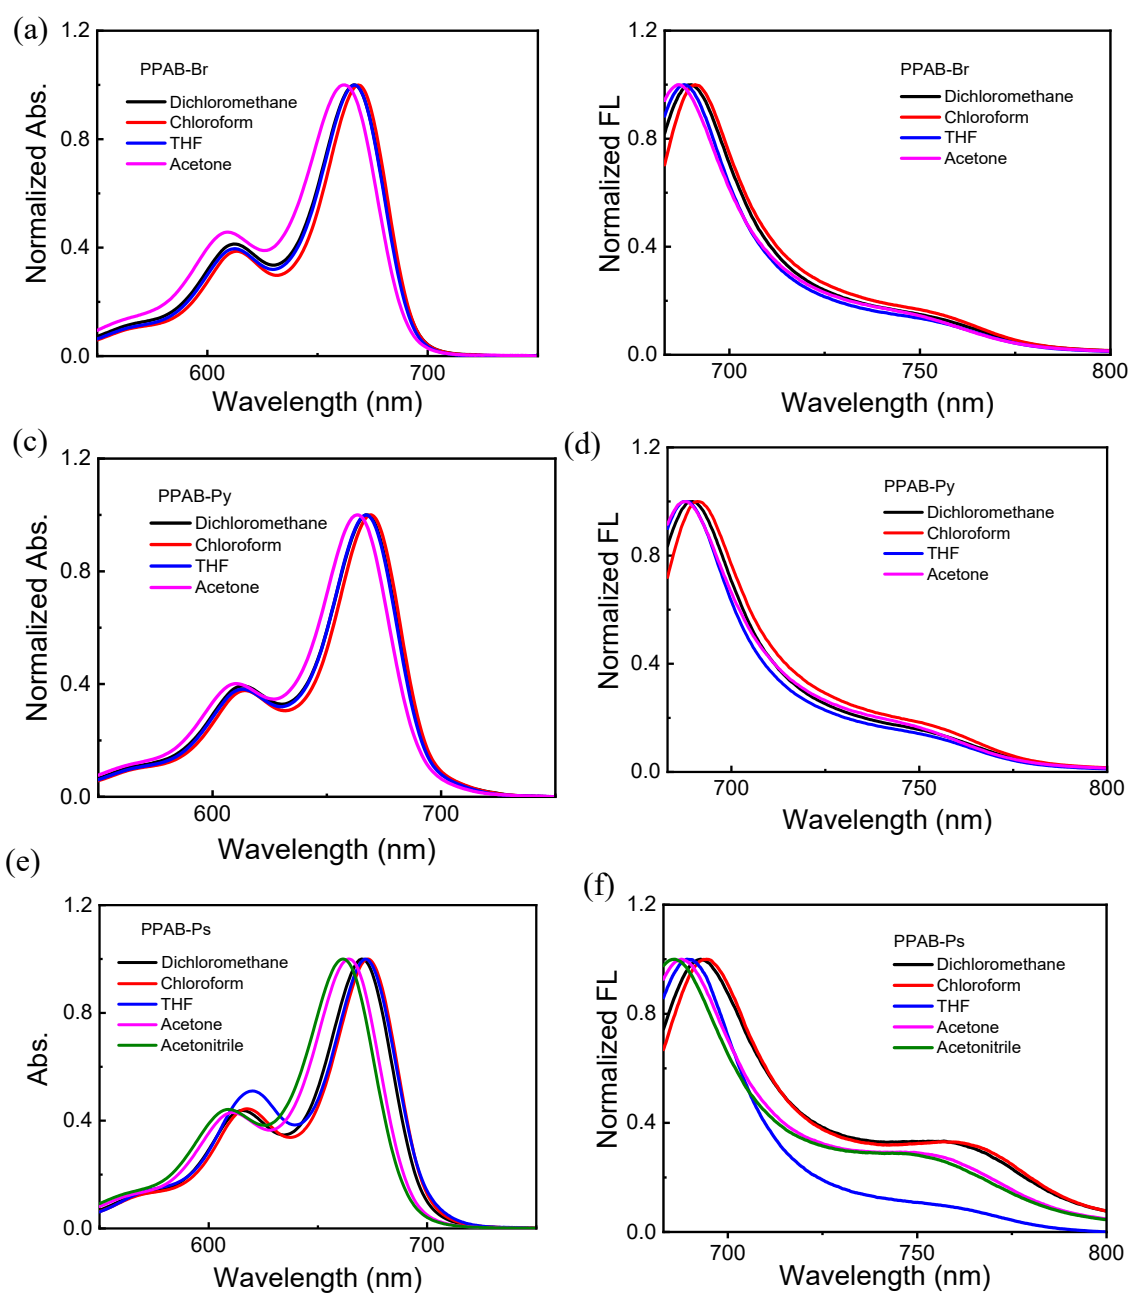 (a)
1.2
Normalized Abs.
0.8
0.4
0.0
PPAB-Br
Dichloromethane
Chloroform
THF
Acetone
600
700
Wavelength (nm)
1.2
Normalized FL
0.8
0.4
0.0
PPAB-Br
Dichloromethane
Chloroform
THF
Acetone
700
750
800
Wavelength (nm)
(c)
1.2
Normalized Abs.
0.8
0.4
0.0
PPAB-Py
Dichloromethane
Chloroform
THF
Acetone
600
700
Wavelength (nm)
(d)
1.2
Normalized FL
0.8
0.4
0.0
PPAB-Py
Dichloromethane
Chloroform
THF
Acetone
700
750
800
Wavelength (nm)
(e)
1.2
Abs.
0.8
0.4
0.0
PPAB-Ps
Dichloromethane
Chloroform
THF
Acetone
Acetonitrile
600
700
Wavelength (nm)
(f)
1.2
Normalized FL
0.8
0.4
0.0
PPAB-Ps
Dichloromethane
Chloroform
THF
Acetone
Acetonitrile
700
750
800
Wavelength (nm)